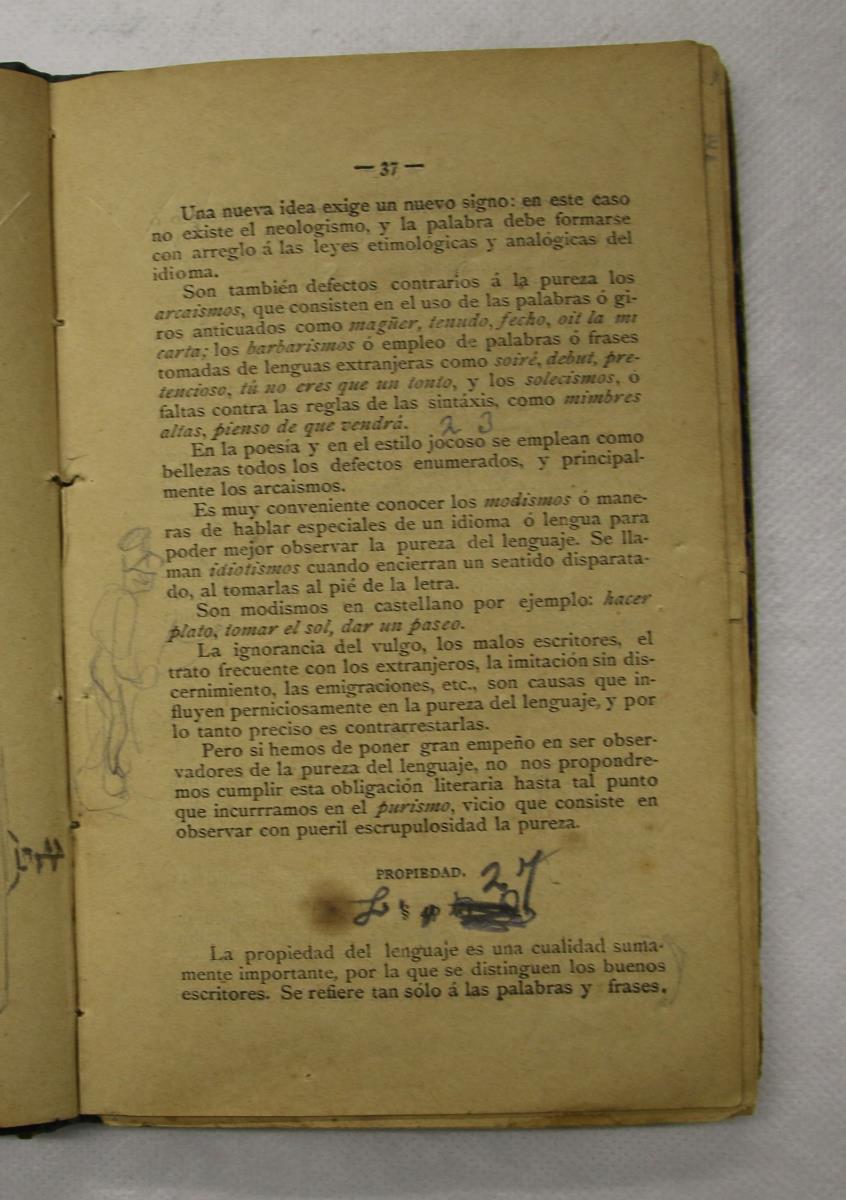 — 37 —
Una nueva idea exige un nuevo signo: en este caso
no existe el neologismo, y la palabra debe formarse
con arreglo á las leyes etimológicas y analógicas del
idioma.
Son también defectos contrarios á la pureza los
arcaismos, que consisten en el uso de las palabras ó gi-
ros anticuados como magüer, tenudo, fecho, oit la mi
carta; los barbarismos ó empleo de palabras ó frases
tomadas de lenguas extranjeras como soiré, debut, pre-
tencioso, tú no eres que un tonto, y los solecismos, ó
faltas contra las reglas de las sintáxis, como mimbres
altas, pienso de que vendrá. 2 3
En la poesía y en el estilo jocoso se emplean como
bellezas todos los defectos enumerados, y principal-
mente los arcaismos.
Es muy conveniente conocer los modismos ó mane-
ras de hablar especiales de un idioma ó lengua para
poder mejor observar la pureza del lenguaje. Se lla-
man idiotismos cuando encierran un sentido disparata-
do, al tomarlas al pié de la letra.
Son modismos en castellano por ejemplo: hacer
plato, tomar el sol, dar un paseo.
La ignorancia del vulgo, los malos escritores, el
trato frecuente con los extranjeros, la imitación sin dis-
cernimiento, las emigraciones, etc., son causas que in-
fluyen perniciosamente en la pureza del lenguaje, y por
lo tanto preciso es contrarrestarlas.
Pero si hemos de poner gran empeño en ser obser-
vadores de la pureza del lenguaje, no nos propondre-
mos cumplir esta obligación literaria hasta tal punto
que incurrramos en el purismo, vicio que consiste en
observar con pueril escrupulosidad la pureza.
PROPIEDAD. 27
La propiedad del lenguaje es una cualidad suma-
mente importante, por la que se distinguen los buenos
escritores. Se refiere tan sólo á las palabras y frases.